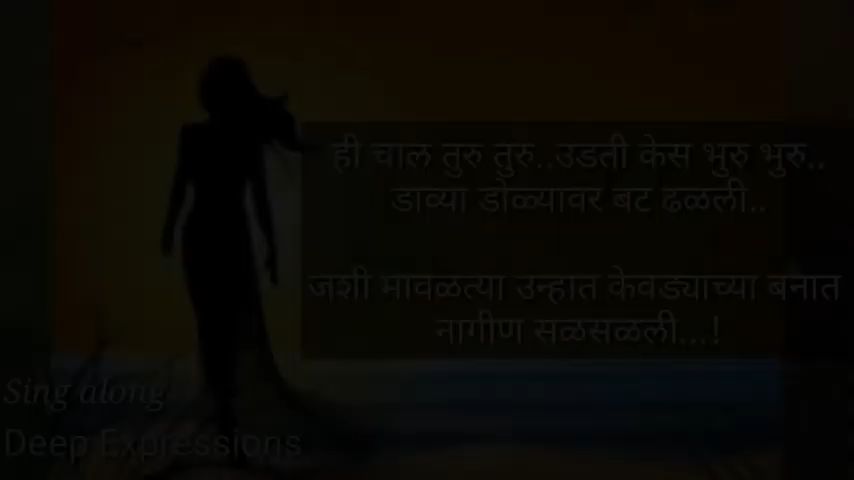 ही चाल तुरु तुरु..उडती केस भुरु भुरु..
डाव्या डोळ्यावर बट ढळली..
जशी मावळत्या उन्हात केवड्याच्या बनात
नागीण सळसळली...!
Sing along
Deep Expressions